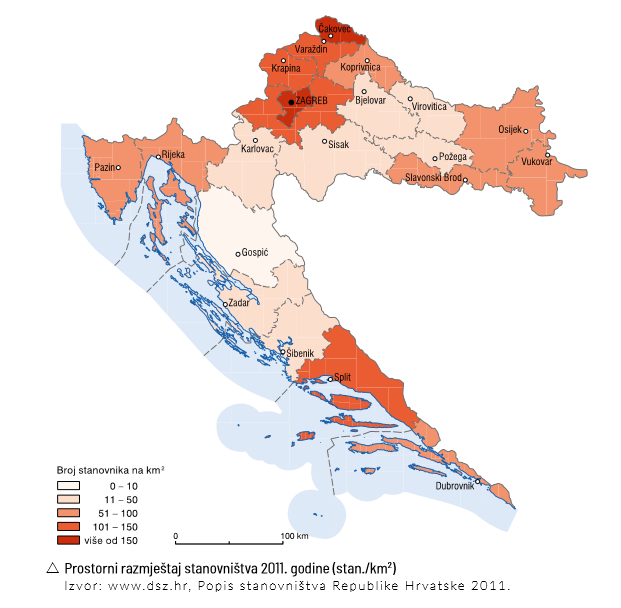 Čakovec
Varaždin
Krapina
Koprivnica
ZAGREB
Bjelovar
Virovitica
Osijek
Karlovac
Sisak
Požega
Vukovar
Rijeka
Pazin
Slavonski Brod
Gospić
Zadar
Šibenik
Split
Dubrovnik
Broj stanovnika na km²
0 – 10
11 – 50
51 – 100
101 – 150
više od 150
0 100 km
△ Prostorni razmještaj stanovništva 2011. godine (stan./km²)
Izvor: www.dsz.hr, Popis stanovništva Republike Hrvatske 2011.